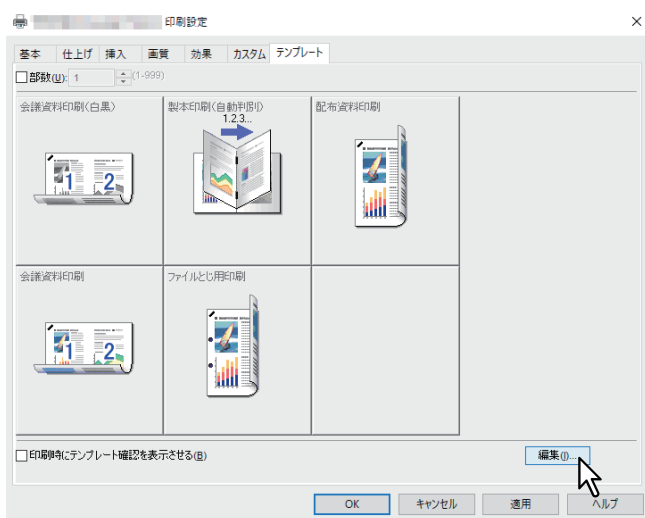 印刷設定
基本 仕上げ 挿入 画質 効果 カスタム テンプレート
部数(U): 1 (1-999)
会議資料印刷(白黒) 製本印刷(自動判別) 配布資料印刷
1.2.3...
1 2
会議資料印刷 ファイルとじ用印刷
1 2
印刷時にテンプレート確認を表示させる(B)
編集(I)...
OK キャンセル 適用 ヘルプ